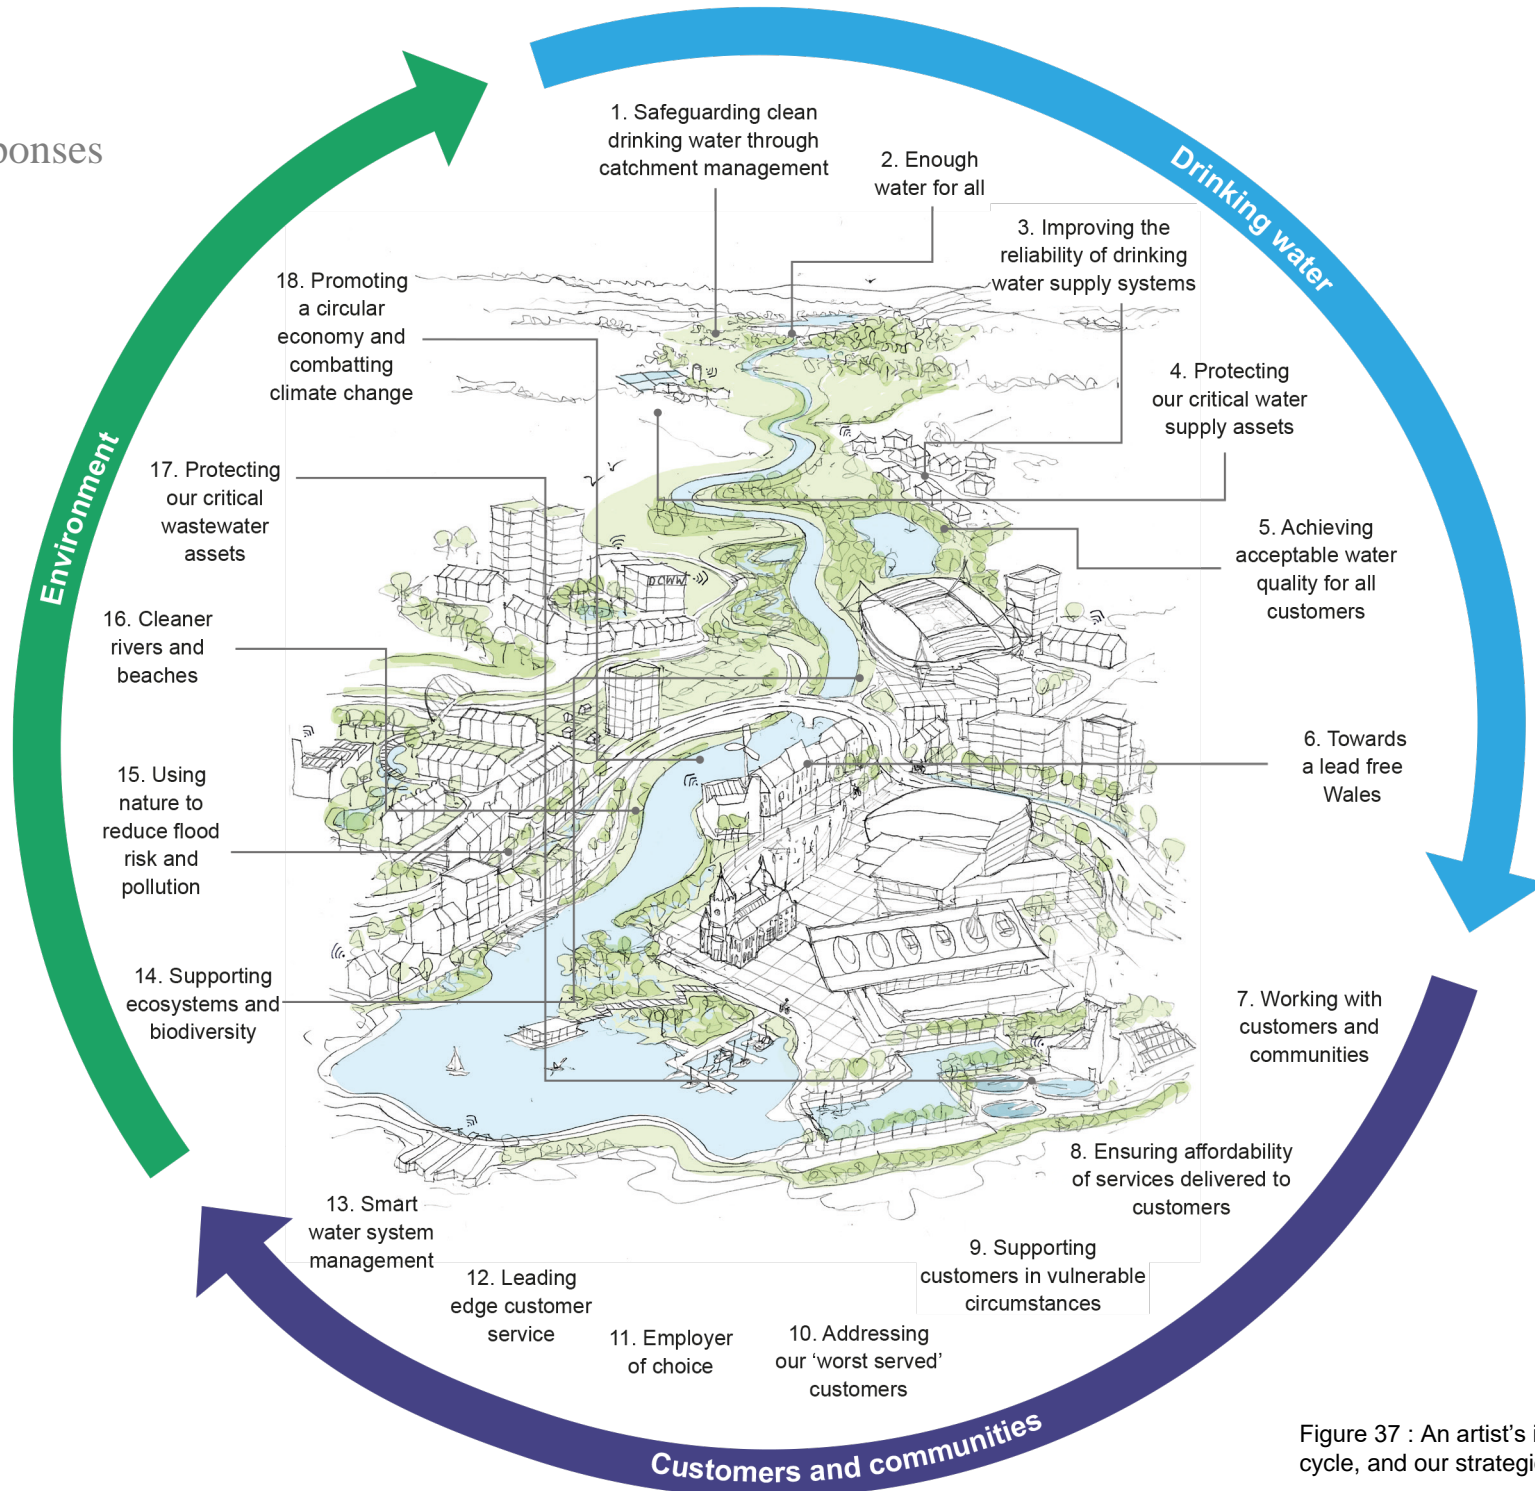 ponses
1. Safeguarding clean
drinking water through
catchment management
2. Enough
water for all
3. Improving the
reliability of drinking
water supply systems
4. Protecting
our critical water
supply assets
5. Achieving
acceptable water
quality for all
customers
6. Towards
a lead free
Wales
7. Working with
customers and
communities
8. Ensuring affordability
of services delivered to
customers
9. Supporting
customers in vulnerable
circumstances
10. Addressing
our ‘worst served’
customers
11. Employer
of choice
12. Leading
edge customer
service
13. Smart
water system
management
14. Supporting
ecosystems and
biodiversity
15. Using
nature to
reduce flood
risk and
pollution
16. Cleaner
rivers and
beaches
17. Protecting
our critical
wastewater
assets
18. Promoting
a circular
economy and
combatting
climate change
Drinking water
Customers and communities
Environment
DCWW
Figure 37 : An artist’s i
cycle, and our strategi